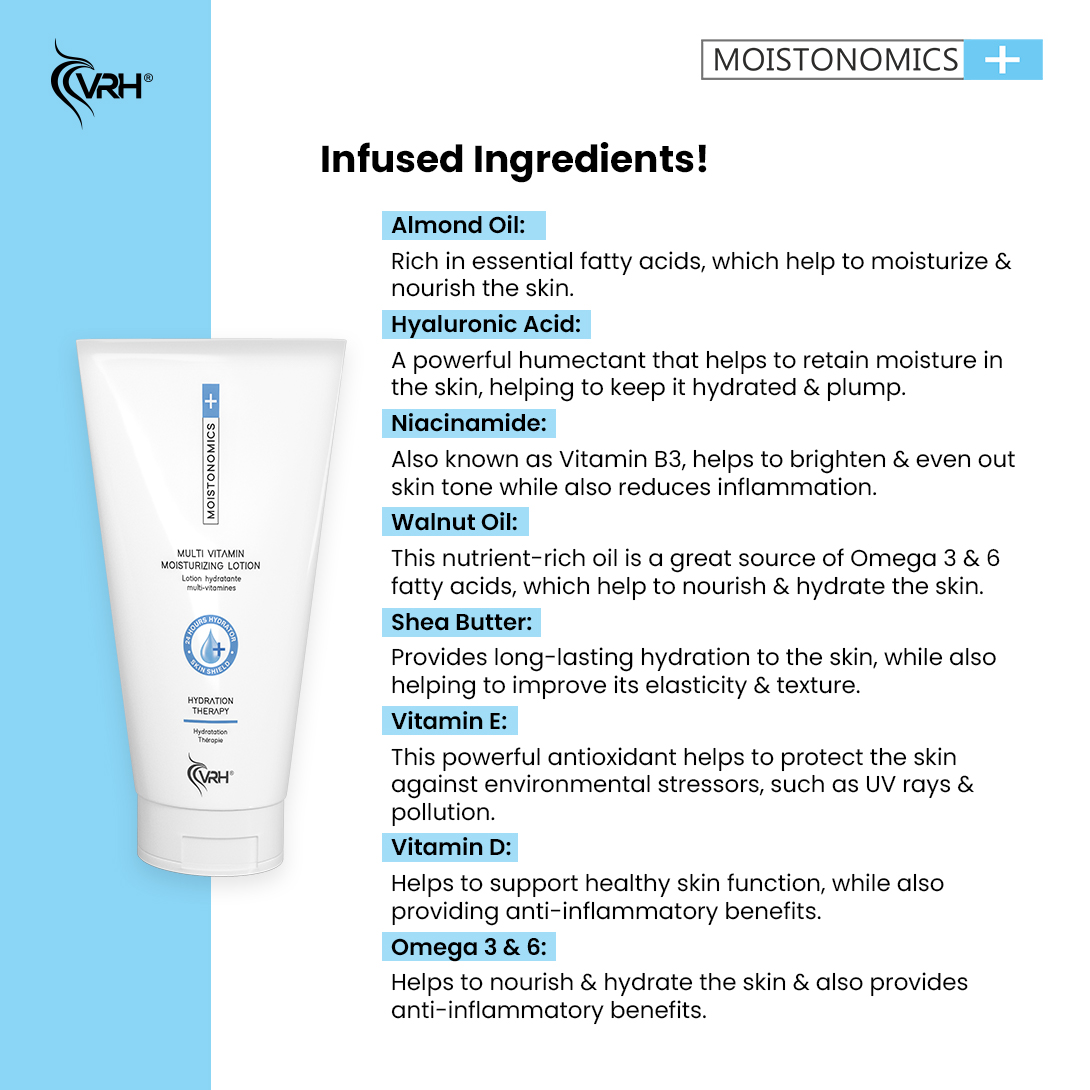 VRH®
MOISTONOMICS +
Infused Ingredients!
Almond Oil:
Rich in essential fatty acids, which help to moisturize &
nourish the skin.
Hyaluronic Acid:
A powerful humectant that helps to retain moisture in
the skin, helping to keep it hydrated & plump.
Niacinamide:
Also known as Vitamin B3, helps to brighten & even out
skin tone while also reduces inflammation.
Walnut Oil:
This nutrient-rich oil is a great source of Omega 3 & 6
fatty acids, which help to nourish & hydrate the skin.
Shea Butter:
Provides long-lasting hydration to the skin, while also
helping to improve its elasticity & texture.
Vitamin E:
This powerful antioxidant helps to protect the skin
against environmental stressors, such as UV rays &
pollution.
Vitamin D:
Helps to support healthy skin function, while also
providing anti-inflammatory benefits.
Omega 3 & 6:
Helps to nourish & hydrate the skin & also provides
anti-inflammatory benefits.
MOISTONOMICS +
MULTI VITAMIN
MOISTURIZING LOTION
Lotion hydratante
multi-vitamines
24 HOURS HYDRATOR
SKIN SHIELD
HYDRATION
THERAPY
Hydratation
Thérapie
VRH®